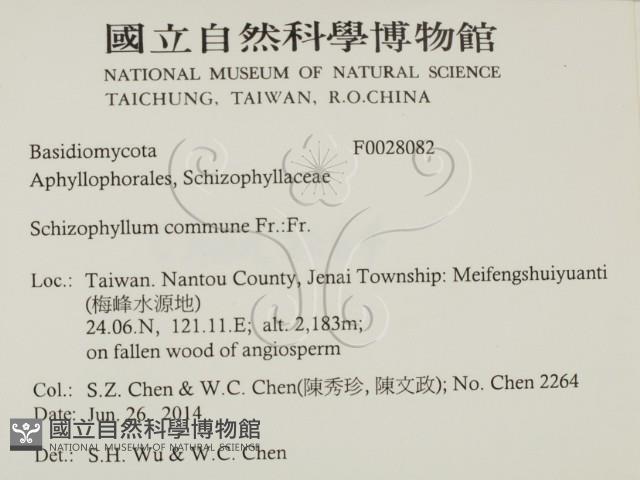 國立自然科學博物館
NATIONAL MUSEUM OF NATURAL SCIENCE
TAICHUNG, TAIWAN, R.O.CHINA
Basidiomycota F0028082
Aphyllophorales, Schizophyllaceae
Schizophyllum commune Fr.:Fr.
Loc.: Taiwan. Nantou County, Jenai Township: Meifengshuiyuanti
(梅峰水源地)
24.06.N, 121.11.E; alt. 2,183m;
on fallen wood of angiosperm
Col.: S.Z. Chen & W.C. Chen(陳秀珍, 陳文政); No. Chen 2264
Date: Jun. 26, 2014
國立自然科學博物館
NATIONAL MUSEUM OF NATURAL SCIENCE
Det.: S.H. Wu & W.C. Chen